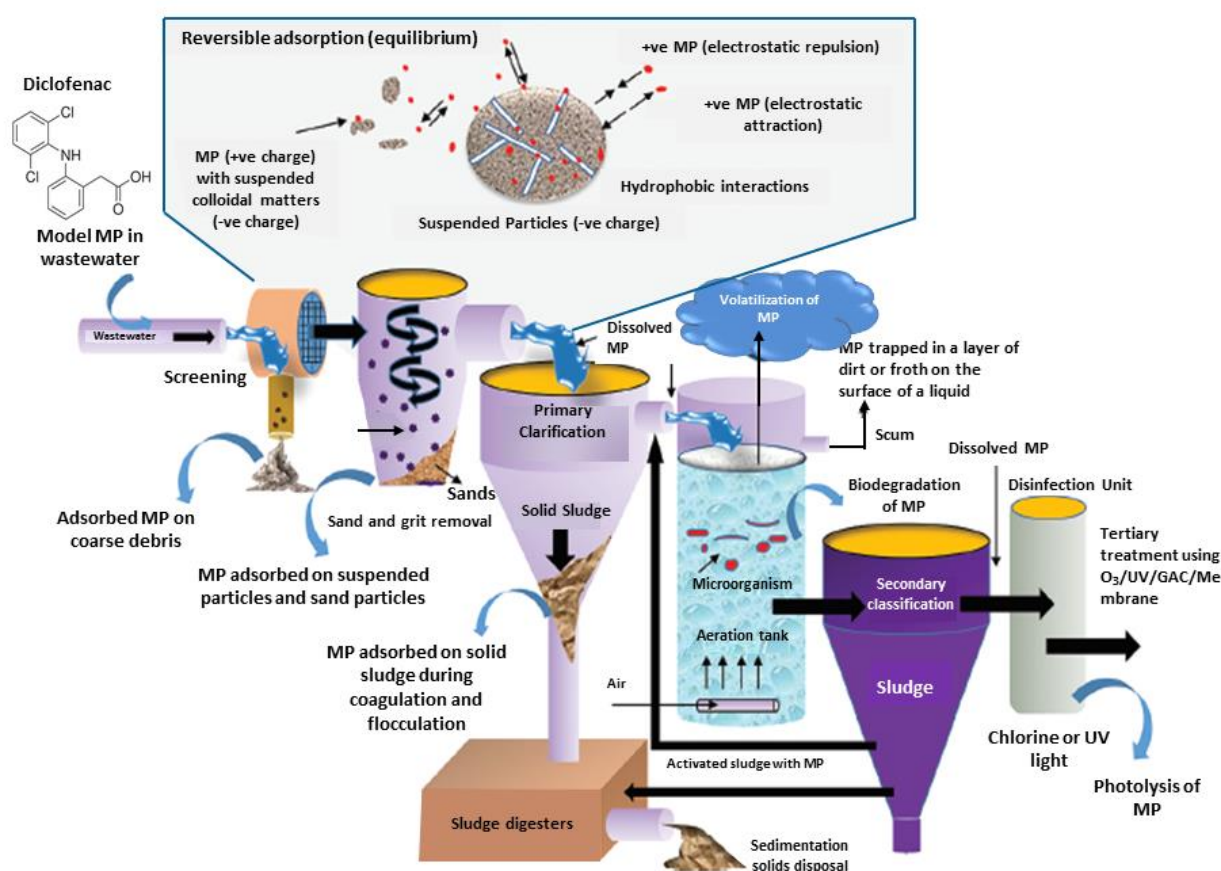 Reversible adsorption (equilibrium)
+ve MP (electrostatic repulsion)
+ve MP (electrostatic
attraction)
MP (+ve charge)
with suspended
colloidal matters
(-ve charge)
Hydrophobic interactions
Suspended Particles (-ve charge)
Diclofenac
Cl
NH
Cl
OH
O
Model MP in
wastewater
Wastewater
Screening
Adsorbed MP on
coarse debris
Sands
Sand and grit removal
MP adsorbed on suspended
particles and sand particles
Dissolved
MP
Primary
Clarification
Solid Sludge
MP adsorbed on solid
sludge during
coagulation and
flocculation
Volatilization of
MP
MP trapped in a layer of
dirt or froth on the
surface of a liquid
Scum
Biodegradation
of MP
Microorganism
Aeration tank
Air
Activated sludge with MP
Sludge digesters
Sedimentation
solids disposal
Dissolved MP
Secondary
classification
Sludge
Disinfection Unit
Tertiary
treatment using
O₃/UV/GAC/Me
mbrane
Chlorine or UV
light
Photolysis of
MP